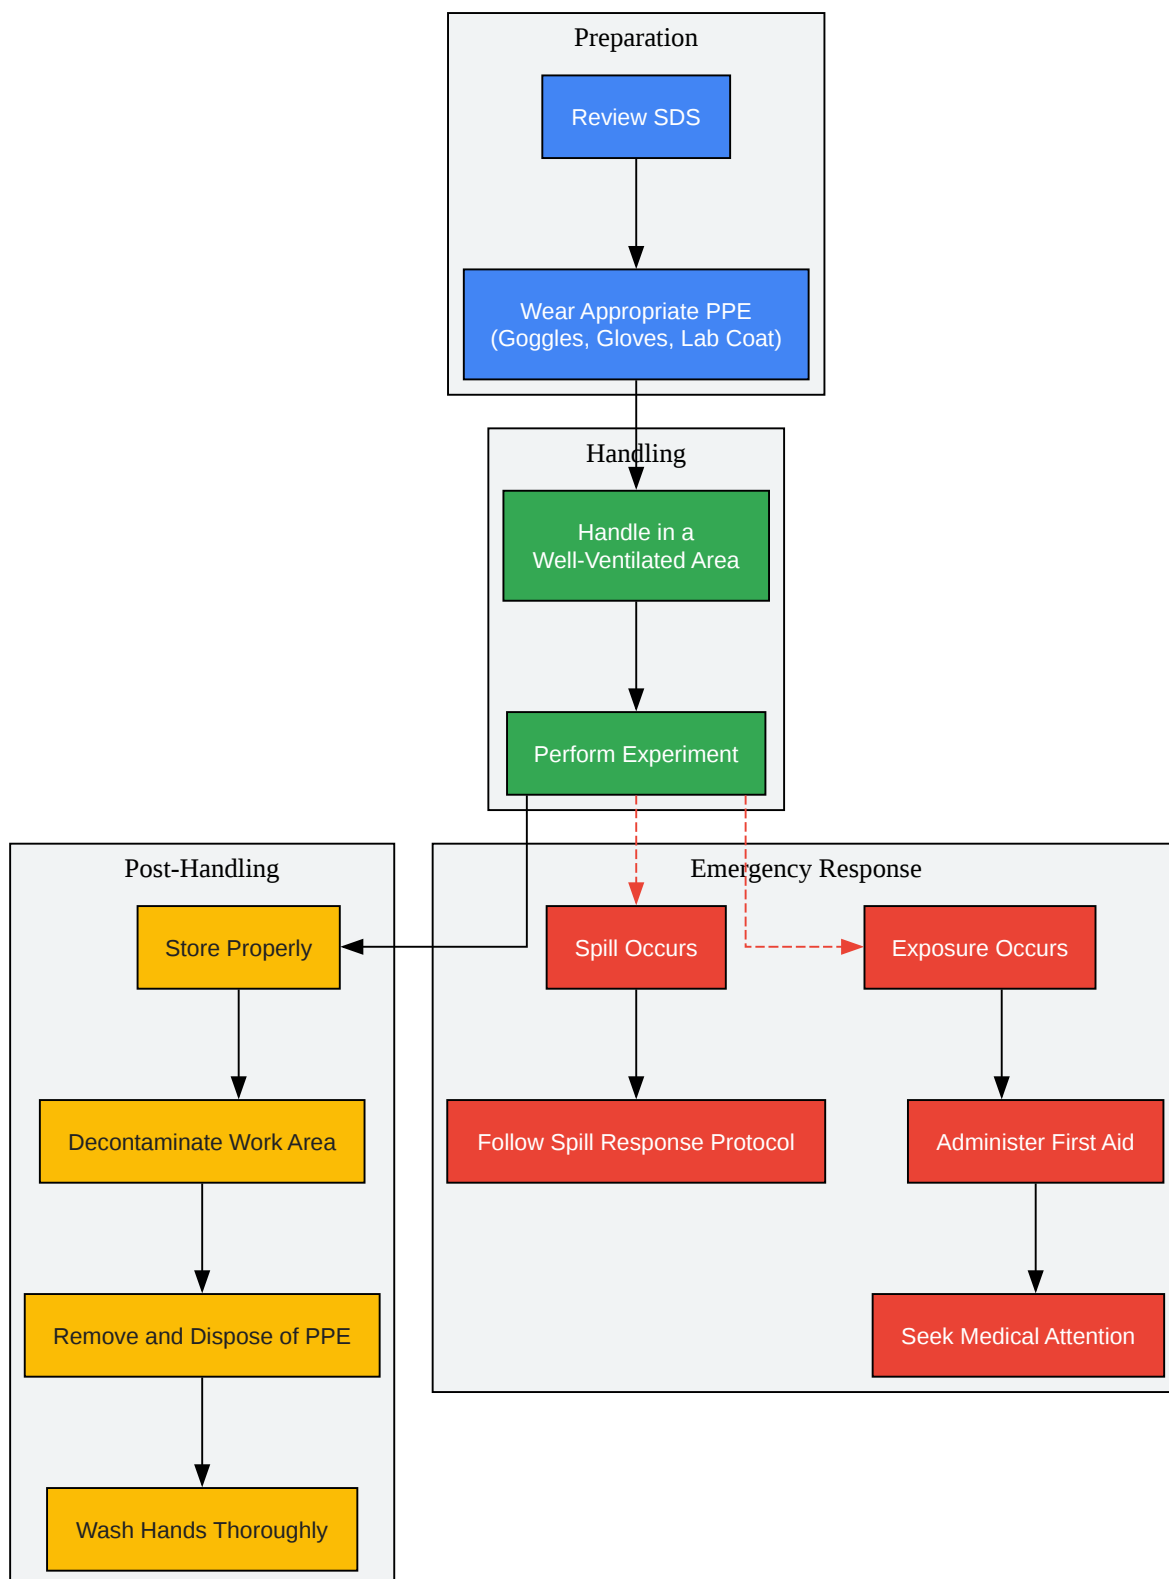 Preparation
Review SDS
Wear Appropriate PPE
(Goggles, Gloves, Lab Coat)
Handling
Handle in a
Well-Ventilated Area
Perform Experiment
Post-Handling
Store Properly
Decontaminate Work Area
Remove and Dispose of PPE
Wash Hands Thoroughly
Emergency Response
Spill Occurs
Follow Spill Response Protocol
Exposure Occurs
Administer First Aid
Seek Medical Attention